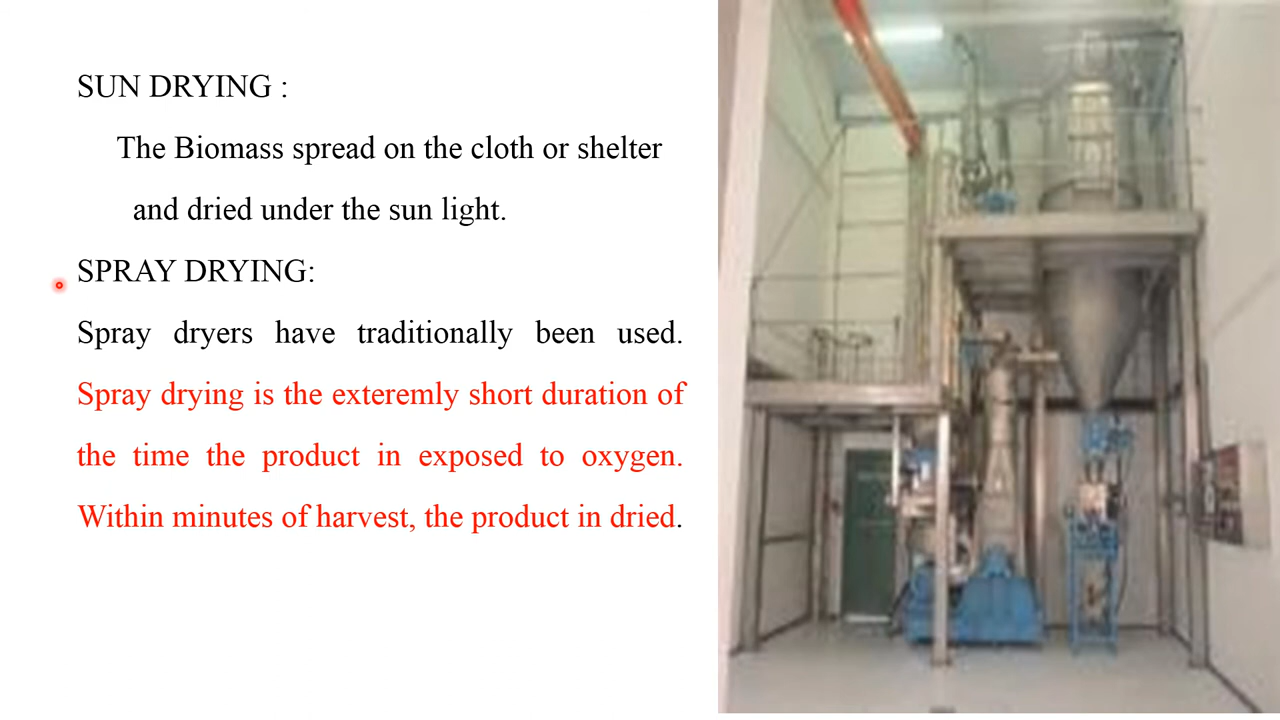 SUN DRYING :
The Biomass spread on the cloth or shelter
and dried under the sun light.
SPRAY DRYING:
Spray dryers have traditionally been used.
Spray drying is the exteremly short duration of
the time the product in exposed to oxygen.
Within minutes of harvest, the product in dried.